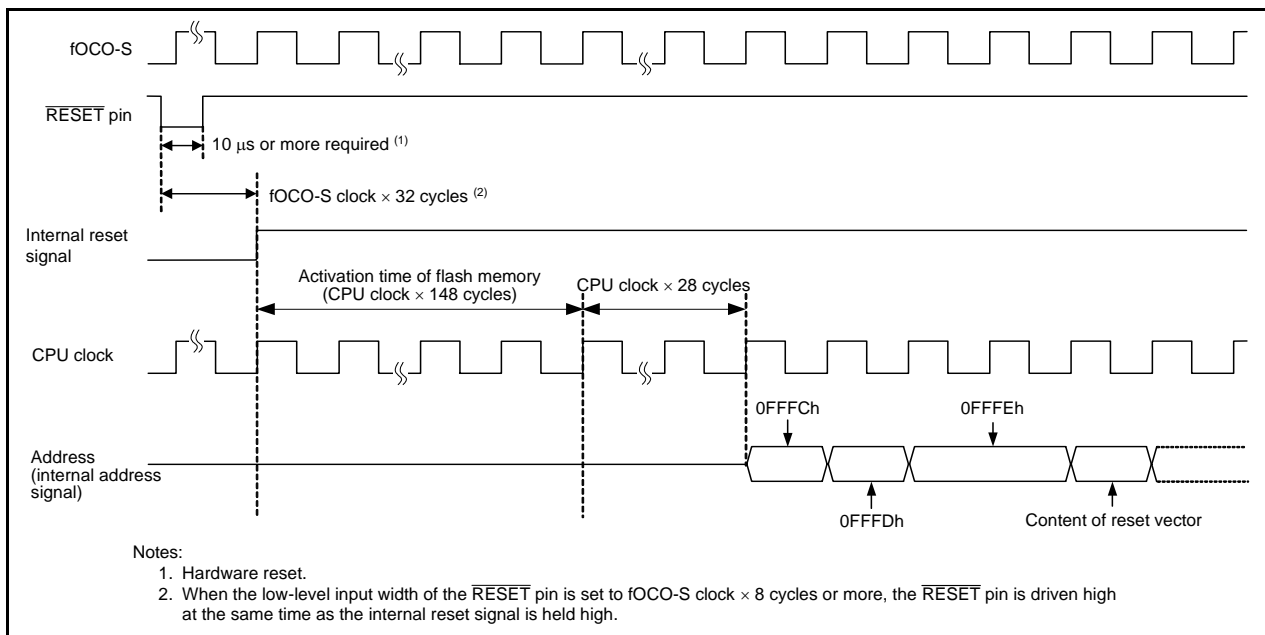 fOCO-S
RESET pin
10 μs or more required (1)
fOCO-S clock × 32 cycles (2)
Internal reset
signal
Activation time of flash memory
(CPU clock × 148 cycles)
CPU clock × 28 cycles
CPU clock
0FFFCh
0FFFEh
Address
(internal address
signal)
0FFFDh
Content of reset vector
Notes:
1. Hardware reset.
2. When the low-level input width of the RESET pin is set to fOCO-S clock × 8 cycles or more, the RESET pin is driven high
at the same time as the internal reset signal is held high.